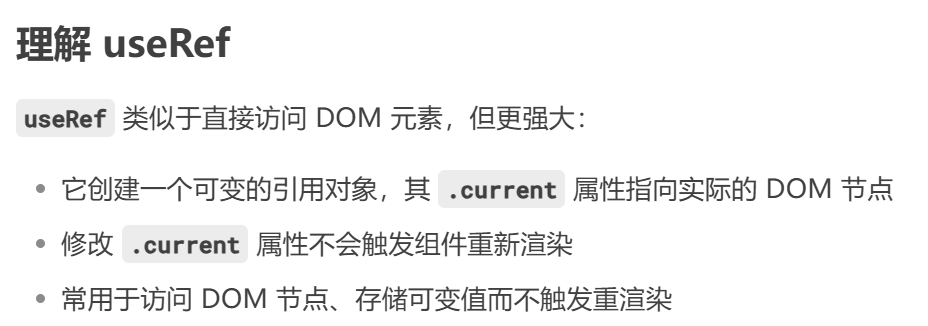 理解 useRef
useRef 类似于直接访问 DOM 元素，但更强大：
它创建一个可变的引用对象，其 .current 属性指向实际的 DOM 节点
修改 .current 属性不会触发组件重新渲染
常用于访问 DOM 节点、存储可变值而不触发重渲染